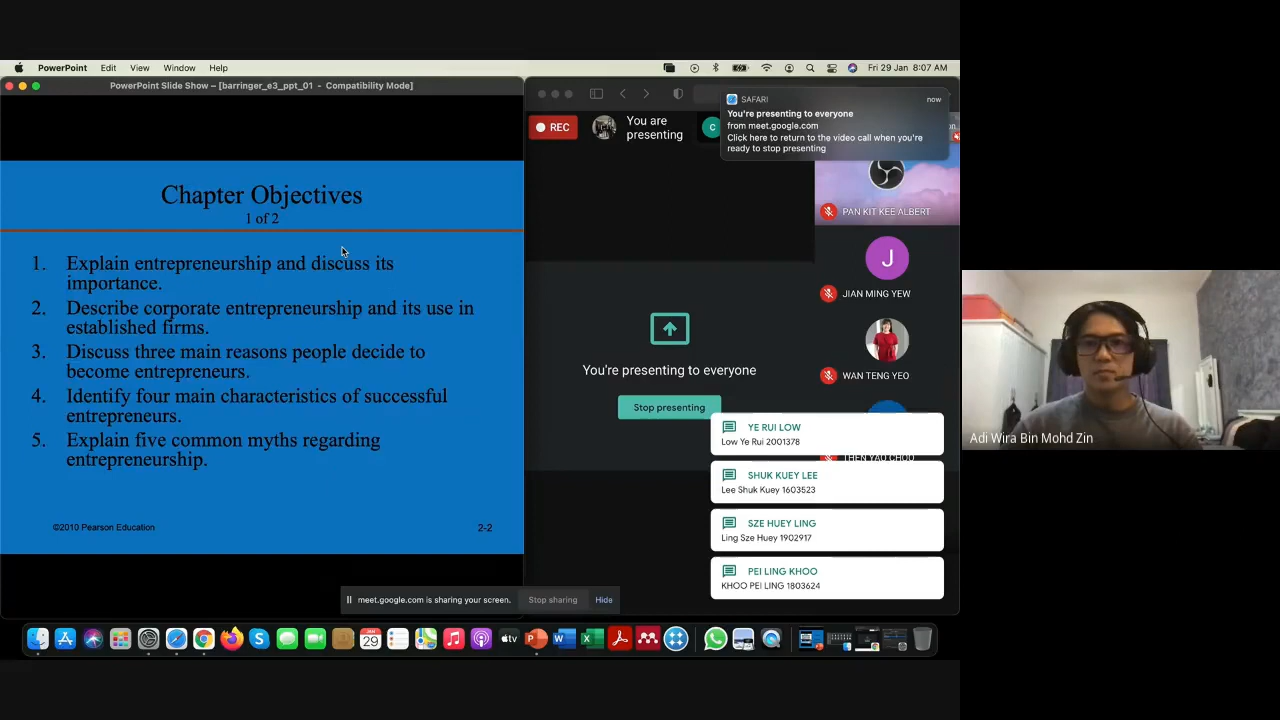 PowerPoint Edit View Window Help
Fri 29 Jan 8:07 AM
PowerPoint Slide Show – [barringer_e3_ppt_01 - Compatibility Mode]
Chapter Objectives
1 of 2
1. Explain entrepreneurship and discuss its
importance.
2. Describe corporate entrepreneurship and its use in
established firms.
3. Discuss three main reasons people decide to
become entrepreneurs.
4. Identify four main characteristics of successful
entrepreneurs.
5. Explain five common myths regarding
entrepreneurship.
©2010 Pearson Education
2-2
REC
You are
presenting
C
SAFARI
now
You're presenting to everyone
from meet.google.com
Click here to return to the video call when you're
ready to stop presenting
PAN KIT KEE ALBERT
J
JIAN MING YEW
WAN TENG YEO
You're presenting to everyone
Stop presenting
YE RUI LOW
Low Ye Rui 2001378
THEN YAO CHOU
SHUK KUEY LEE
Lee Shuk Kuey 1603523
SZE HUEY LING
Ling Sze Huey 1902917
PEI LING KHOO
KHOO PEI LING 1803624
meet.google.com is sharing your screen.
Stop sharing
Hide
JAN
29
tv
Adi Wira Bin Mohd Zin